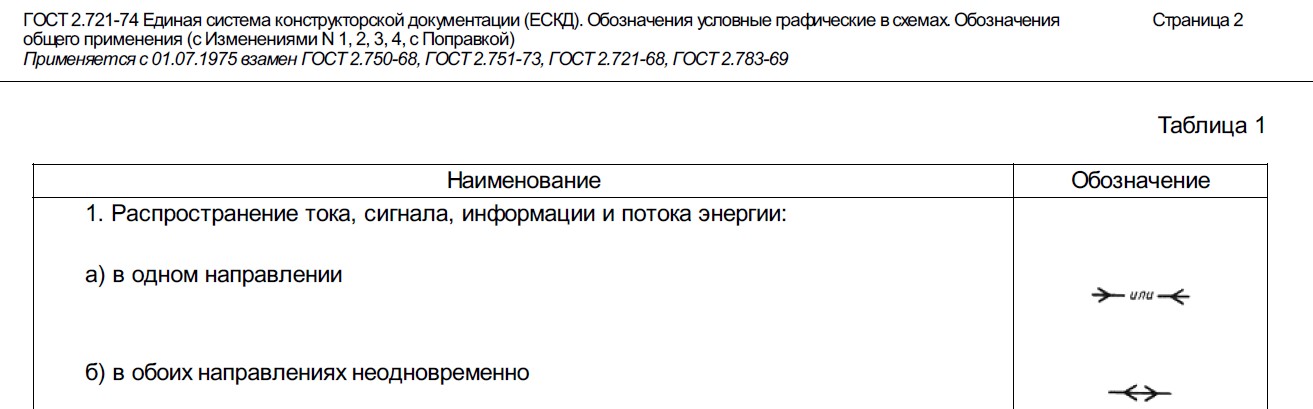 ГОСТ 2.721-74 Единая система конструкторской документации (ЕСКД). Обозначения условные графические в схемах. Обозначения общего применения (с Изменениями N 1, 2, 3, 4, с Поправкой)
Применяется с 01.07.1975 взамен ГОСТ 2.750-68, ГОСТ 2.751-73, ГОСТ 2.721-68, ГОСТ 2.783-69
Страница 2
Таблица 1
Наименование
Обозначение
1. Распространение тока, сигнала, информации и потока энергии:
а) в одном направлении
или
б) в обоих направлениях неодновременно